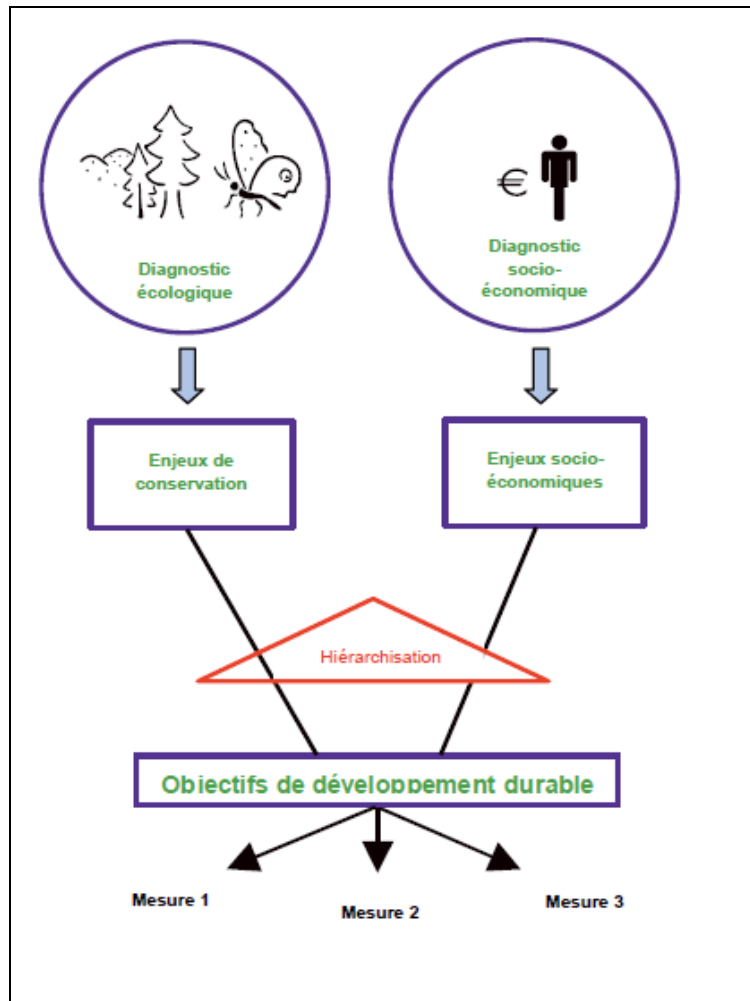 Diagnostic
écologique
€
Diagnostic
socio-
économique
Enjeux de
conservation
Enjeux socio-
économiques
Hiérarchisation
Objectifs de développement durable
Mesure 1
Mesure 2
Mesure 3